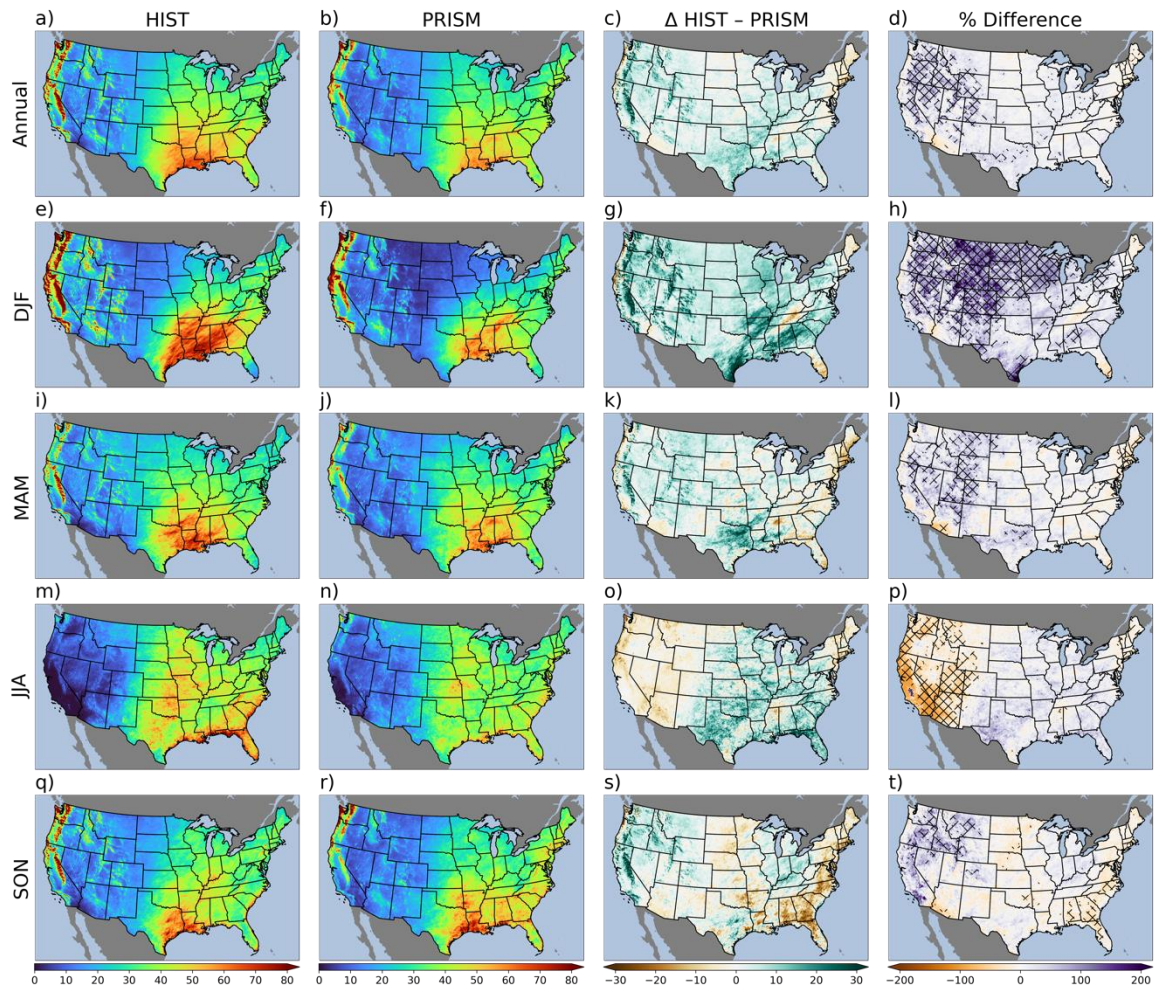 a) HIST b) PRISM c) Δ HIST – PRISM d) % Difference
Annual
e) f) g) h)
DJF
i) j) k) l)
MAM
m) n) o) p)
JJA
q) r) s) t)
SON
0 10 20 30 40 50 60 70 80 0 10 20 30 40 50 60 70 80 −30 −20 −10 0 10 20 30 −200 −100 0 100 200